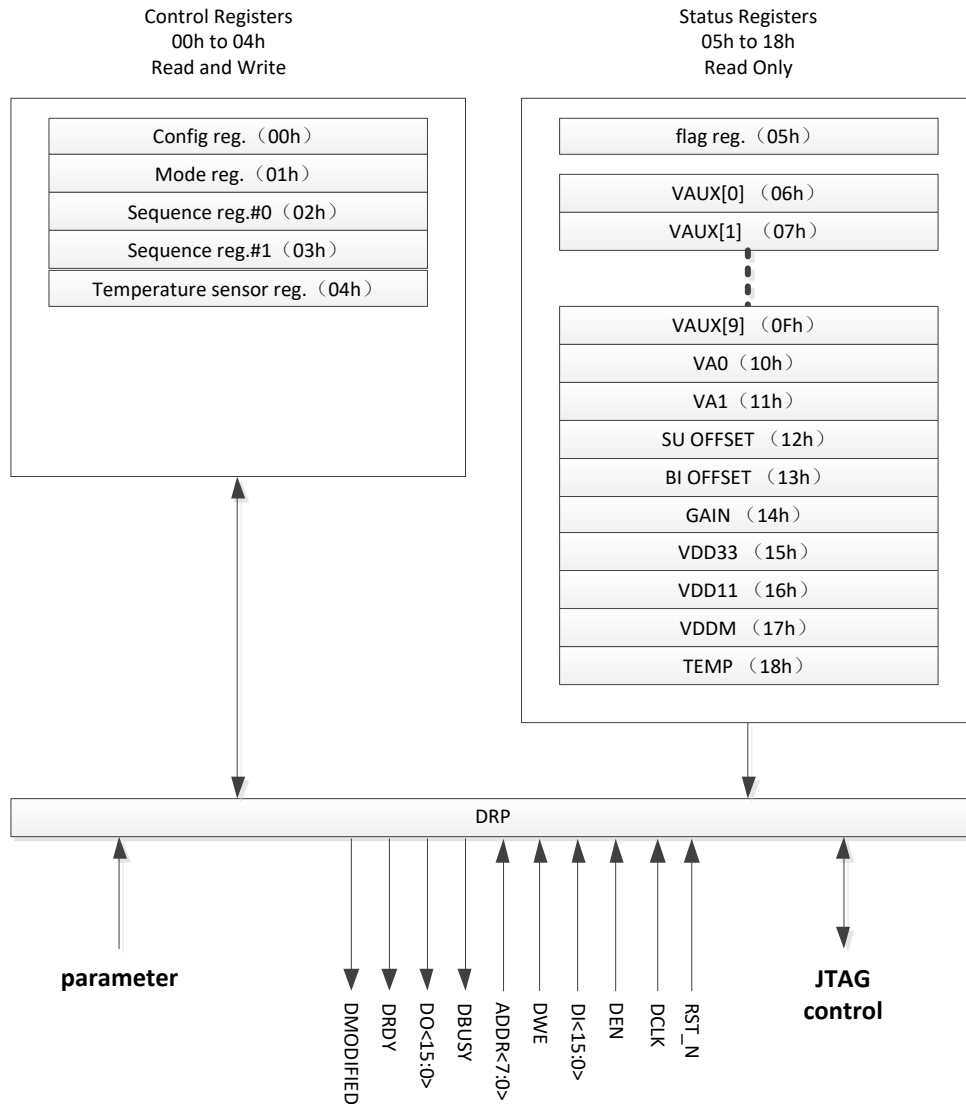 Control Registers
00h to 04h
Read and Write
Config reg.（00h）
Mode reg.（01h）
Sequence reg.#0（02h）
Sequence reg.#1（03h）
Temperature sensor reg.（04h）
Status Registers
05h to 18h
Read Only
flag reg.（05h）
VAUX[0]（06h）
VAUX[1] （07h）
VAUX[9]（0Fh）
VA0（10h）
VA1（11h）
SU OFFSET（12h）
BI OFFSET（13h）
GAIN（14h）
VDD33（15h）
VDD11（16h）
VDDM（17h）
TEMP（18h）
DRP
parameter
DMODIFIED
DRDY
DO<15:0>
DBUSY
ADDR<7:0>
DWE
DI<15:0>
DEN
DCLK
RST_N
JTAG
control